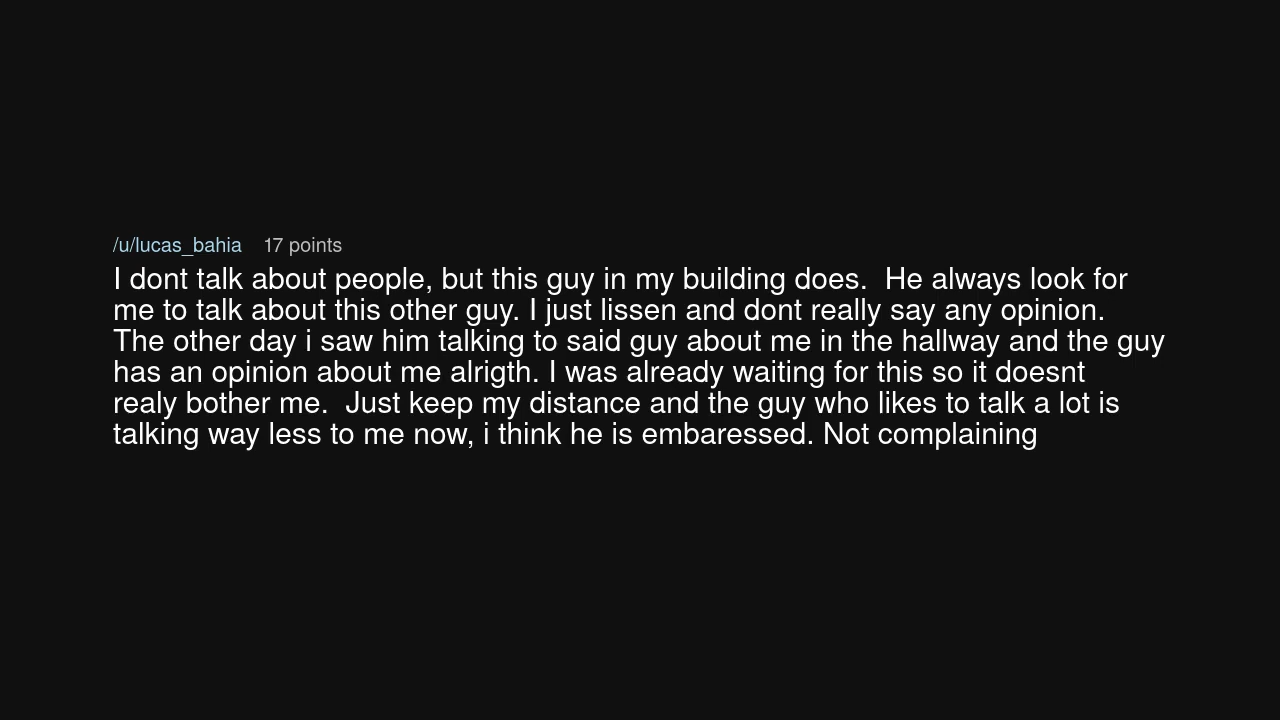 /u/lucas_bahia 17 points
I dont talk about people, but this guy in my building does.  He always look for
me to talk about this other guy. I just lissen and dont really say any opinion.
The other day i saw him talking to said guy about me in the hallway and the guy
has an opinion about me alrigth. I was already waiting for this so it doesnt
realy bother me.  Just keep my distance and the guy who likes to talk a lot is
talking way less to me now, i think he is embaressed. Not complaining